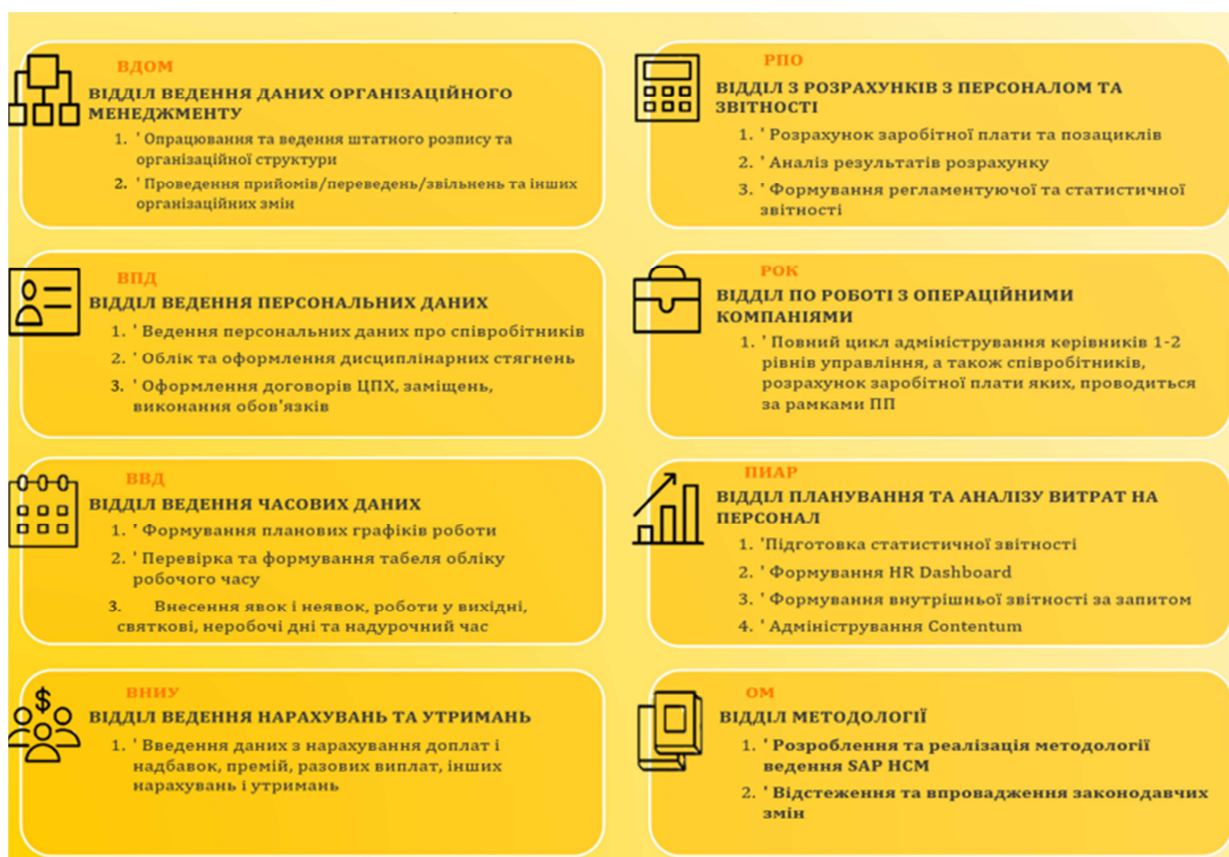 ВДОМ
ВІДДІЛ ВЕДЕННЯ ДАНИХ ОРГАНІЗАЦІЙНОГО
МЕНЕДЖМЕНТУ
1. ' Опрацювання та ведення штатного розпису та
організаційної структури
2. ' Проведення прийомів/переведень/звільнень та інших
організаційних змін
ВПД
ВІДДІЛ ВЕДЕННЯ ПЕРСОНАЛЬНИХ ДАНИХ
1. ' Ведення персональних даних про співробітників
2. ' Облік та оформлення дисциплінарних стягнень
3. ' Оформлення договорів ЦПХ, заміщень,
виконання обов'язків
ВВД
ВІДДІЛ ВЕДЕННЯ ЧАСОВИХ ДАНИХ
1. ' Формування планових графіків роботи
2. ' Перевірка та формування табеля обліку
робочого часу
3. Внесення явок і неявок, роботи у вихідні,
святкові, неробочі дні та надурочний час
ВНИУ
ВІДДІЛ ВЕДЕННЯ НАРАХУВАНЬ ТА УТРИМАНЬ
1. ' Введення даних з нарахування доплат і
надбавок, премій, разових виплат, інших
нарахувань і утримань
РПО
ВІДДІЛ З РОЗРАХУНКІВ З ПЕРСОНАЛОМ ТА
ЗВІТНОСТІ
1. ' Розрахунок заробітної плати та позациклів
2. ' Аналіз результатів розрахунку
3. ' Формування регламентуючої та статистичної
звітності
РОК
ВІДДІЛ ПО РОБОТІ З ОПЕРАЦІЙНИМИ
КОМПАНІЯМИ
1. ' Повний цикл адміністрування керівників 1-2
рівнів управління, а також співробітників,
розрахунок заробітної плати яких, проводиться
за рамками ПП
ПИАР
ВІДДІЛ ПЛАНУВАННЯ ТА АНАЛІЗУ ВИТРАТ НА
ПЕРСОНАЛ
1. 'Підготовка статистичної звітності
2. ' Формування HR Dashboard
3. ' Формування внутрішньої звітності за запитом
4. ' Адміністрування Contentum
ОМ
ВІДДІЛ МЕТОДОЛОГІЇ
1. ' Розроблення та реалізація методології
ведення SAP HCM
2. ' Відстеження та впровадження законодавчих
змін